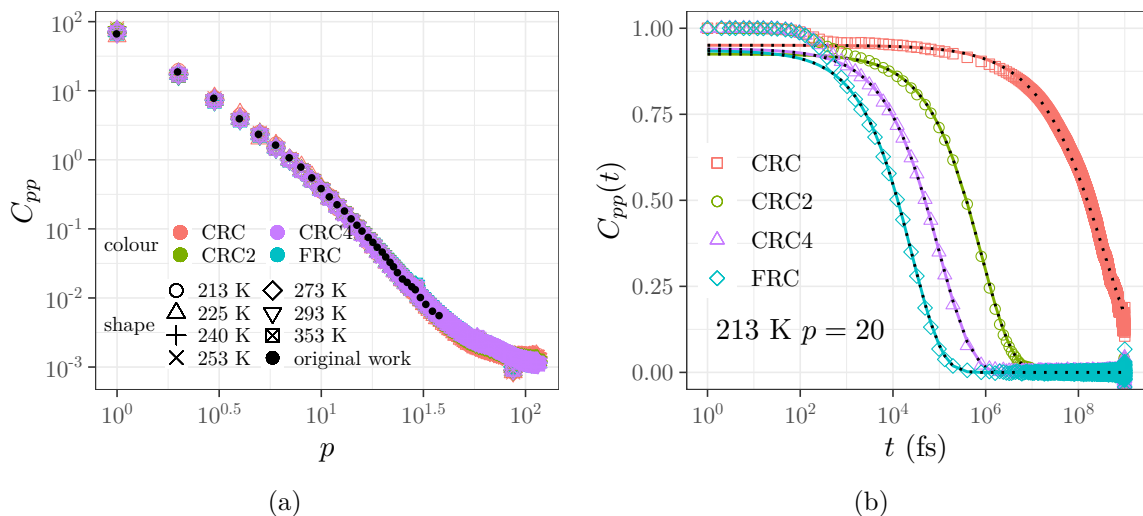 10^2
10^1
10^0
10^-1
10^-2
10^-3
C_pp
colour
CRC
CRC4
CRC2
FRC
shape
213 K
273 K
225 K
293 K
240 K
353 K
253 K
original work
10^0
10^0.5
10^1
10^1.5
10^2
p
(a)
1.00
0.75
0.50
0.25
0.00
C_pp(t)
CRC
CRC2
CRC4
FRC
213 K p = 20
10^0
10^2
10^4
10^6
10^8
t (fs)
(b)